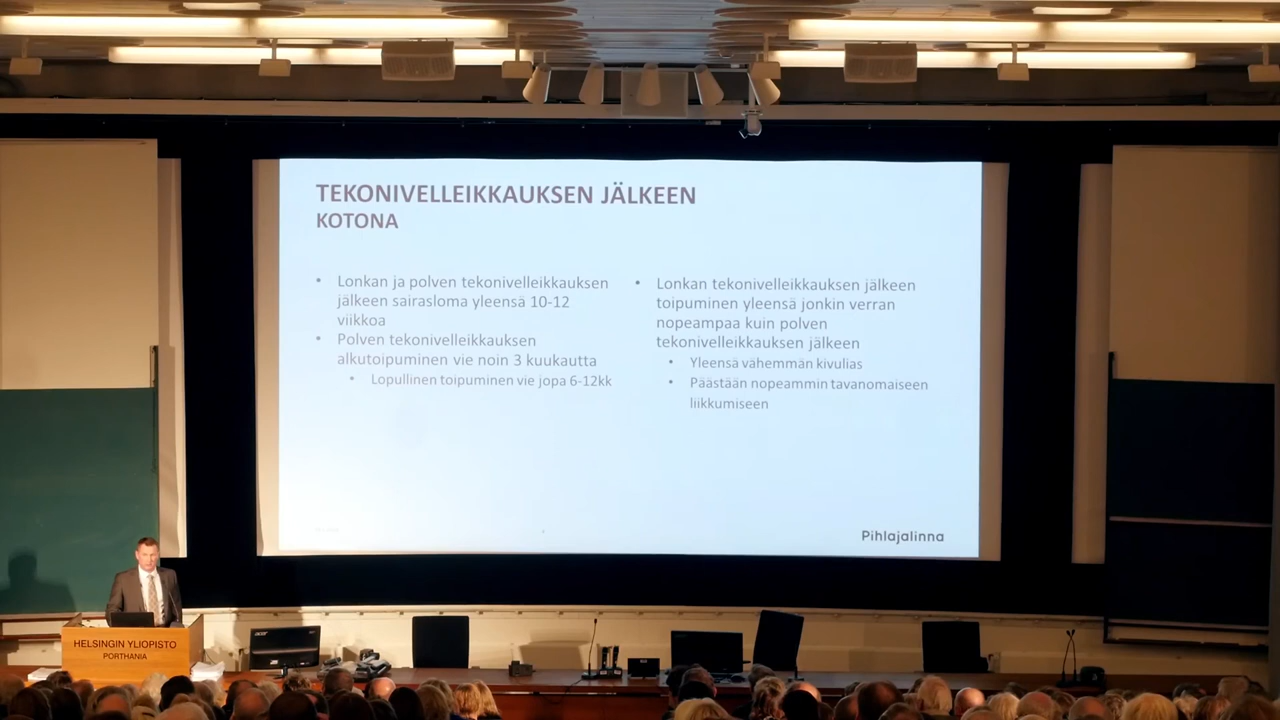 TEKONIVELLEIKKAUKSEN JÄLKEEN
KOTONA
• Lonkan ja polven tekonivelleikkauksen
jälkeen sairasloma yleensä 10-12
viikkoa
• Polven tekonivelleikkauksen
alkutoipuminen vie noin 3 kuukautta
• Lopullinen toipuminen vie jopa 6-12kk
• Lonkan tekonivelleikkauksen jälkeen
toipuminen yleensä jonkin verran
nopeampaa kuin polven
tekonivelleikkauksen jälkeen
• Yleensä vähemmän kivulias
• Päästään nopeammin tavanomaiseen
liikkumiseen
Pihlajalinna
HELSINGIN YLIOPISTO
PORTHANIA
acer